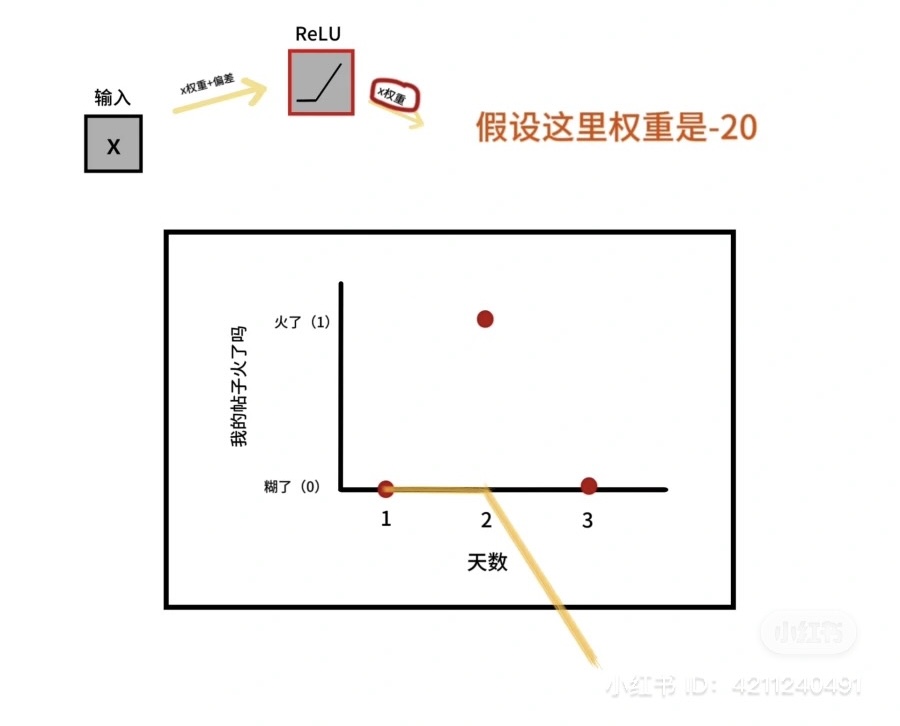 ReLU
输入
x权重+偏差
x权重
X
假设这里权重是-20
火了（1）
我的帖子火了吗
糊了（0）
1
2
3
天数
小红书
小红书 ID：4211240491